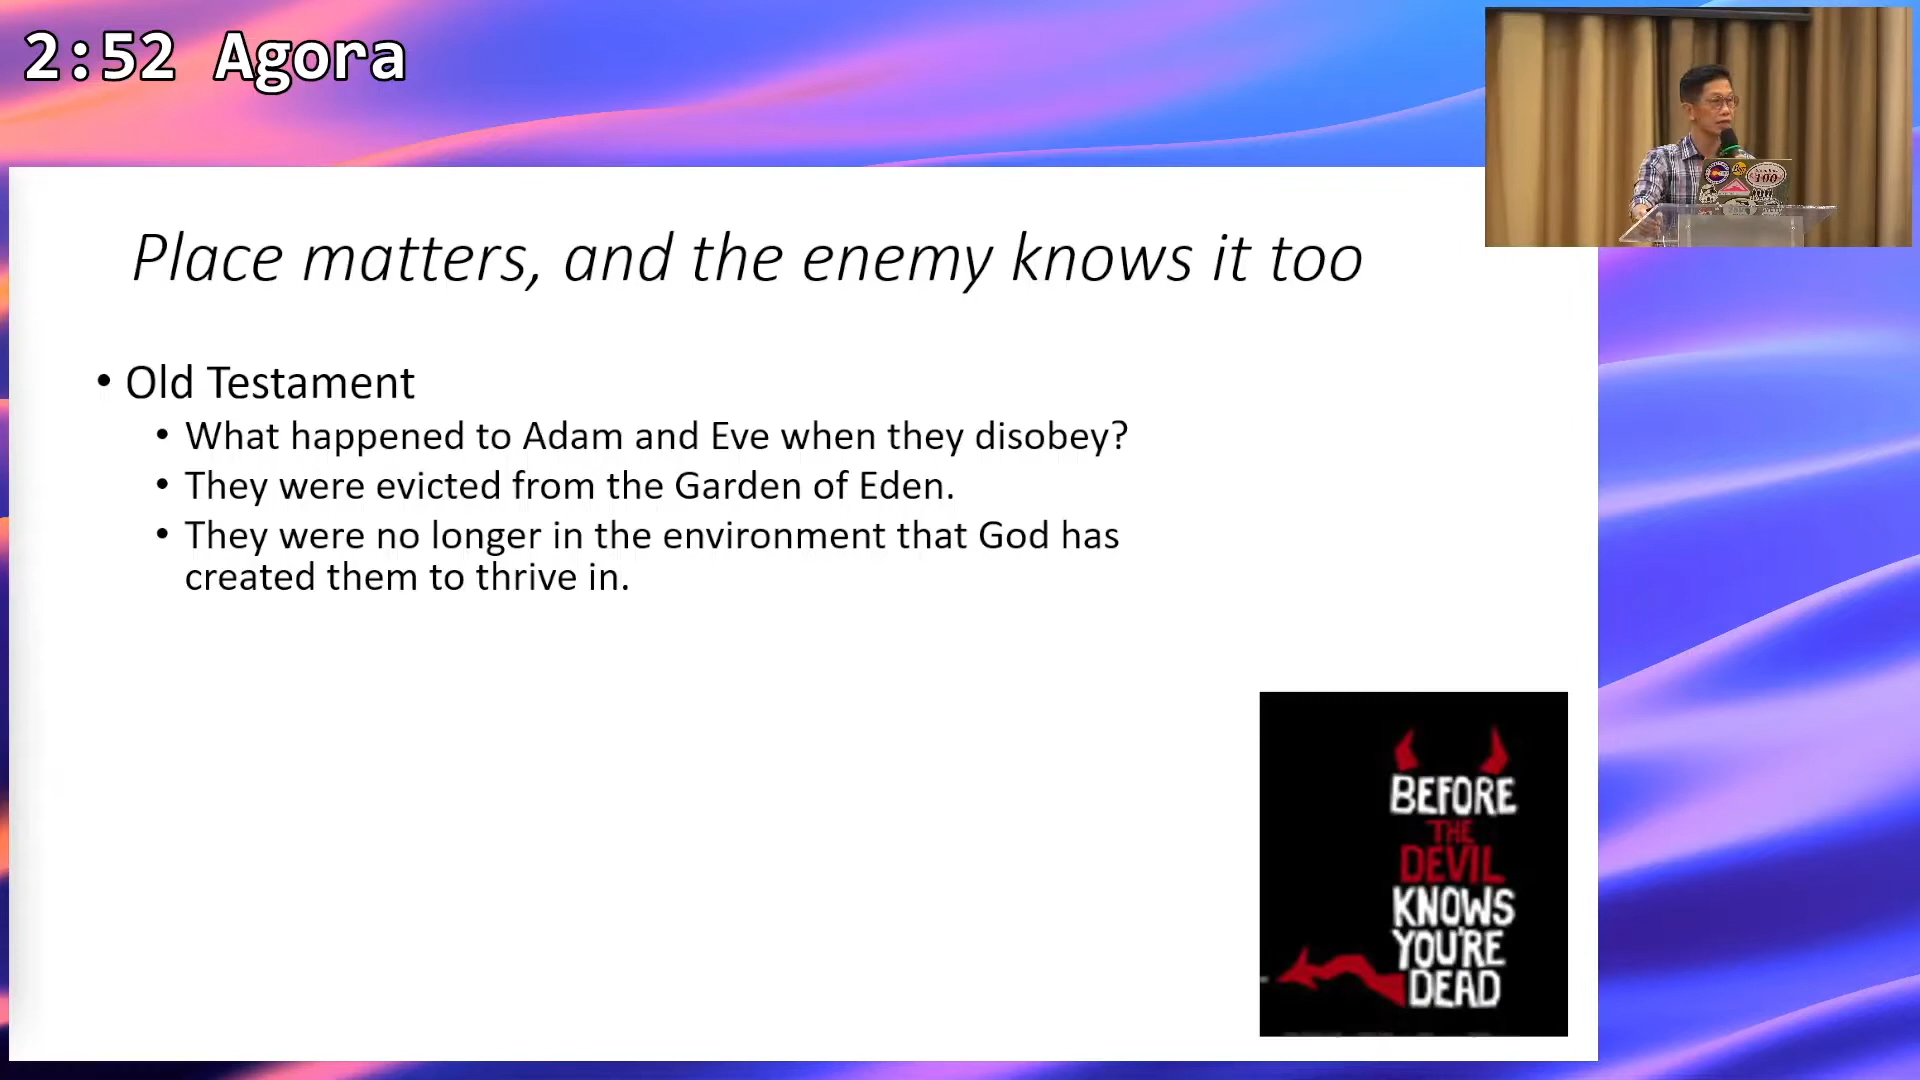 2:52 Agora
Place matters, and the enemy knows it too
• Old Testament
• What happened to Adam and Eve when they disobey?
• They were evicted from the Garden of Eden.
• They were no longer in the environment that God has
created them to thrive in.
BEFORE
THE
DEVIL
KNOWS
YOU'RE
DEAD
100